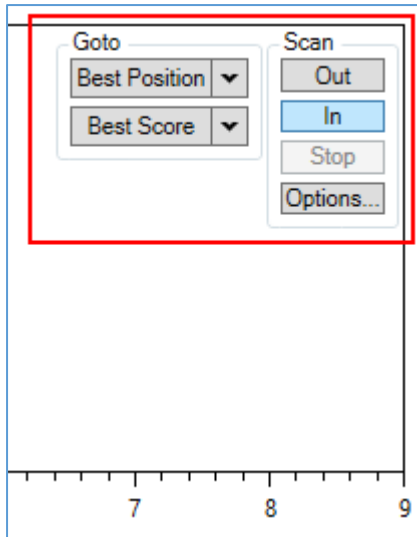 Goto
Best Position
Best Score
Scan
Out
In
Stop
Options...
7 8 9